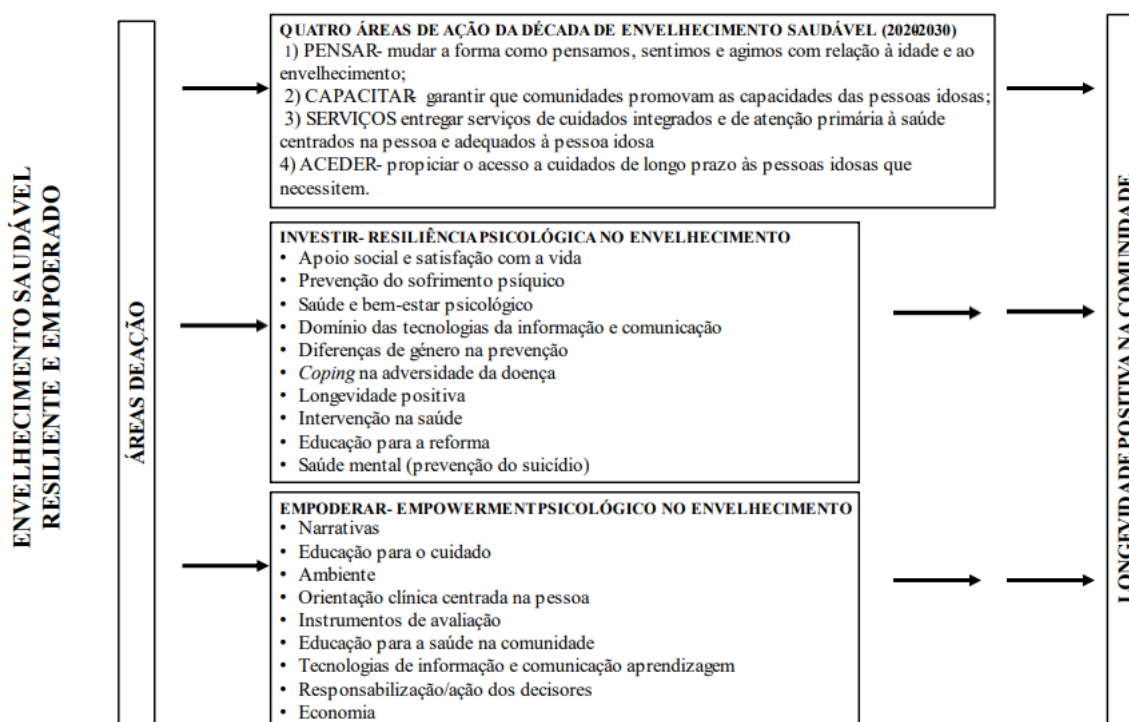 ENVELHECIMENTO SAUDÁVEL
RESILIENTE E EMPOERADO
ÁREAS DE AÇÃO
QUATRO ÁREAS DE AÇÃO DA DÉCADA DE ENVELHECIMENTO SAUDÁVEL (2020-2030)
1) PENSAR- mudar a forma como pensamos, sentimos e agimos com relação à idade e ao
envelhecimento;
2) CAPACITAR- garantir que comunidades promovam as capacidades das pessoas idosas;
3) SERVIÇOS entregar serviços de cuidados integrados e de atenção primária à saúde
centrados na pessoa e adequados à pessoa idosa
4) ACEDER- propiciar o acesso a cuidados de longo prazo às pessoas idosas que
necessitem.
INVESTIR- RESILIÊNCIA PSICOLÓGICA NO ENVELHECIMENTO
• Apoio social e satisfação com a vida
• Prevenção do sofrimento psíquico
• Saúde e bem-estar psicológico
• Domínio das tecnologias da informação e comunicação
• Diferenças de género na prevenção
• Coping na adversidade da doença
• Longevidade positiva
• Intervenção na saúde
• Educação para a reforma
• Saúde mental (prevenção do suicídio)
EMPODERAR- EMPOWERMENT PSICOLÓGICO NO ENVELHECIMENTO
• Narrativas
• Educação para o cuidado
• Ambiente
• Orientação clínica centrada na pessoa
• Instrumentos de avaliação
• Educação para a saúde na comunidade
• Tecnologias de informação e comunicação aprendizagem
• Responsabilização/ação dos decisores
• Economia
LONGEVIDADE POSITIVA NA COMUNIDADE